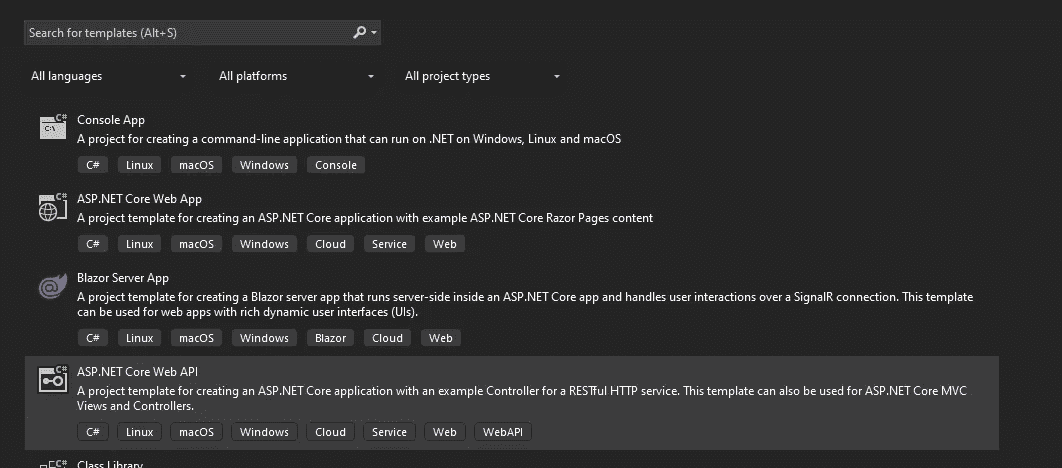 Search for templates (Alt+S)
All languages All platforms All project types
Console App
A project for creating a command-line application that can run on .NET on Windows, Linux and macOS
C# Linux macOS Windows Console
ASP.NET Core Web App
A project template for creating an ASP.NET Core application with example ASP.NET Core Razor Pages content
C# Linux macOS Windows Cloud Service Web
Blazor Server App
A project template for creating a Blazor server app that runs server-side inside an ASP.NET Core app and handles user interactions over a SignalR connection. This template
can be used for web apps with rich dynamic user interfaces (UIs).
C# Linux macOS Windows Blazor Cloud Web
ASP.NET Core Web API
A project template for creating an ASP.NET Core application with an example Controller for a RESTful HTTP service. This template can also be used for ASP.NET Core MVC
Views and Controllers.
C# Linux macOS Windows Cloud Service Web WebAPI
Class Library